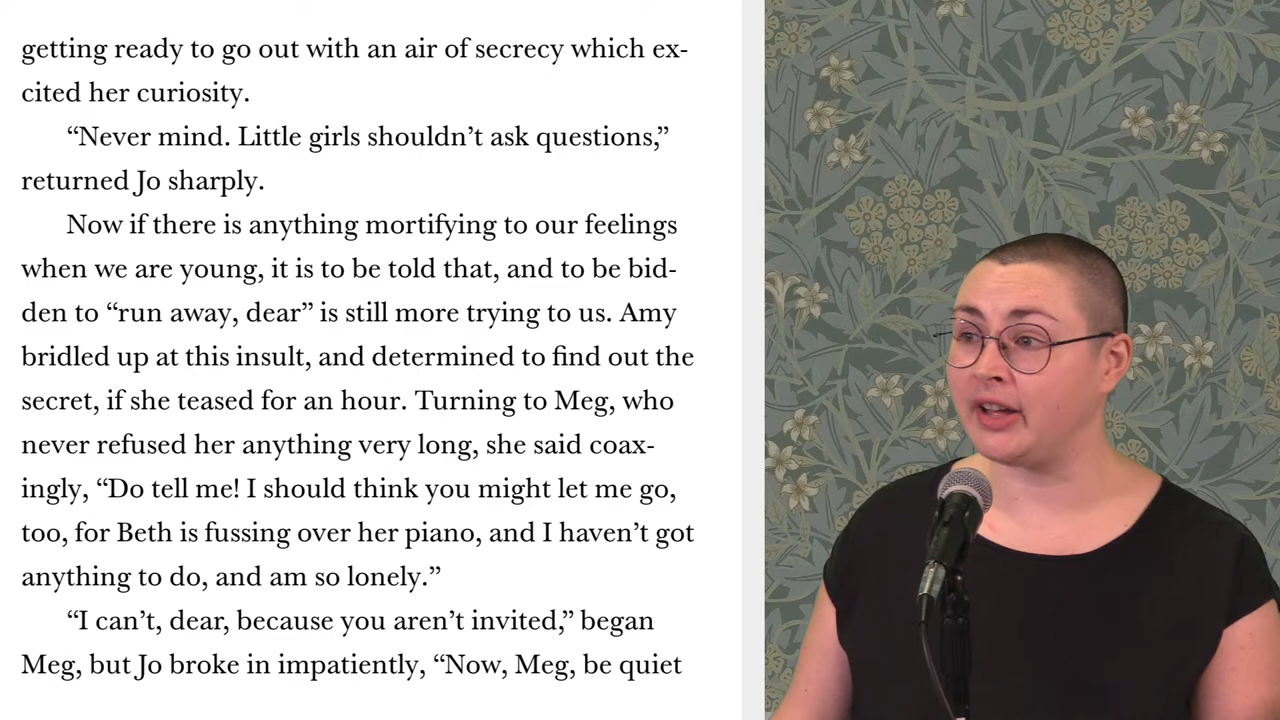 getting ready to go out with an air of secrecy which ex-
cited her curiosity.
“Never mind. Little girls shouldn’t ask questions,”
returned Jo sharply.
Now if there is anything mortifying to our feelings
when we are young, it is to be told that, and to be bid-
den to “run away, dear” is still more trying to us. Amy
bridled up at this insult, and determined to find out the
secret, if she teased for an hour. Turning to Meg, who
never refused her anything very long, she said coax-
ingly, “Do tell me! I should think you might let me go,
too, for Beth is fussing over her piano, and I haven’t got
anything to do, and am so lonely.”
“I can’t, dear, because you aren’t invited,” began
Meg, but Jo broke in impatiently, “Now, Meg, be quiet